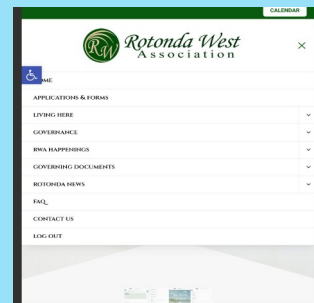 CALENDAR
RW
Rotonda West
Association
OME
APPLICATIONS & FORMS
LIVING HERE
GOVERNANCE
RWA HAPPENINGS
GOVERNING DOCUMENTS
ROTONDA NEWS
FAQ
CONTACT US
LOG OUT